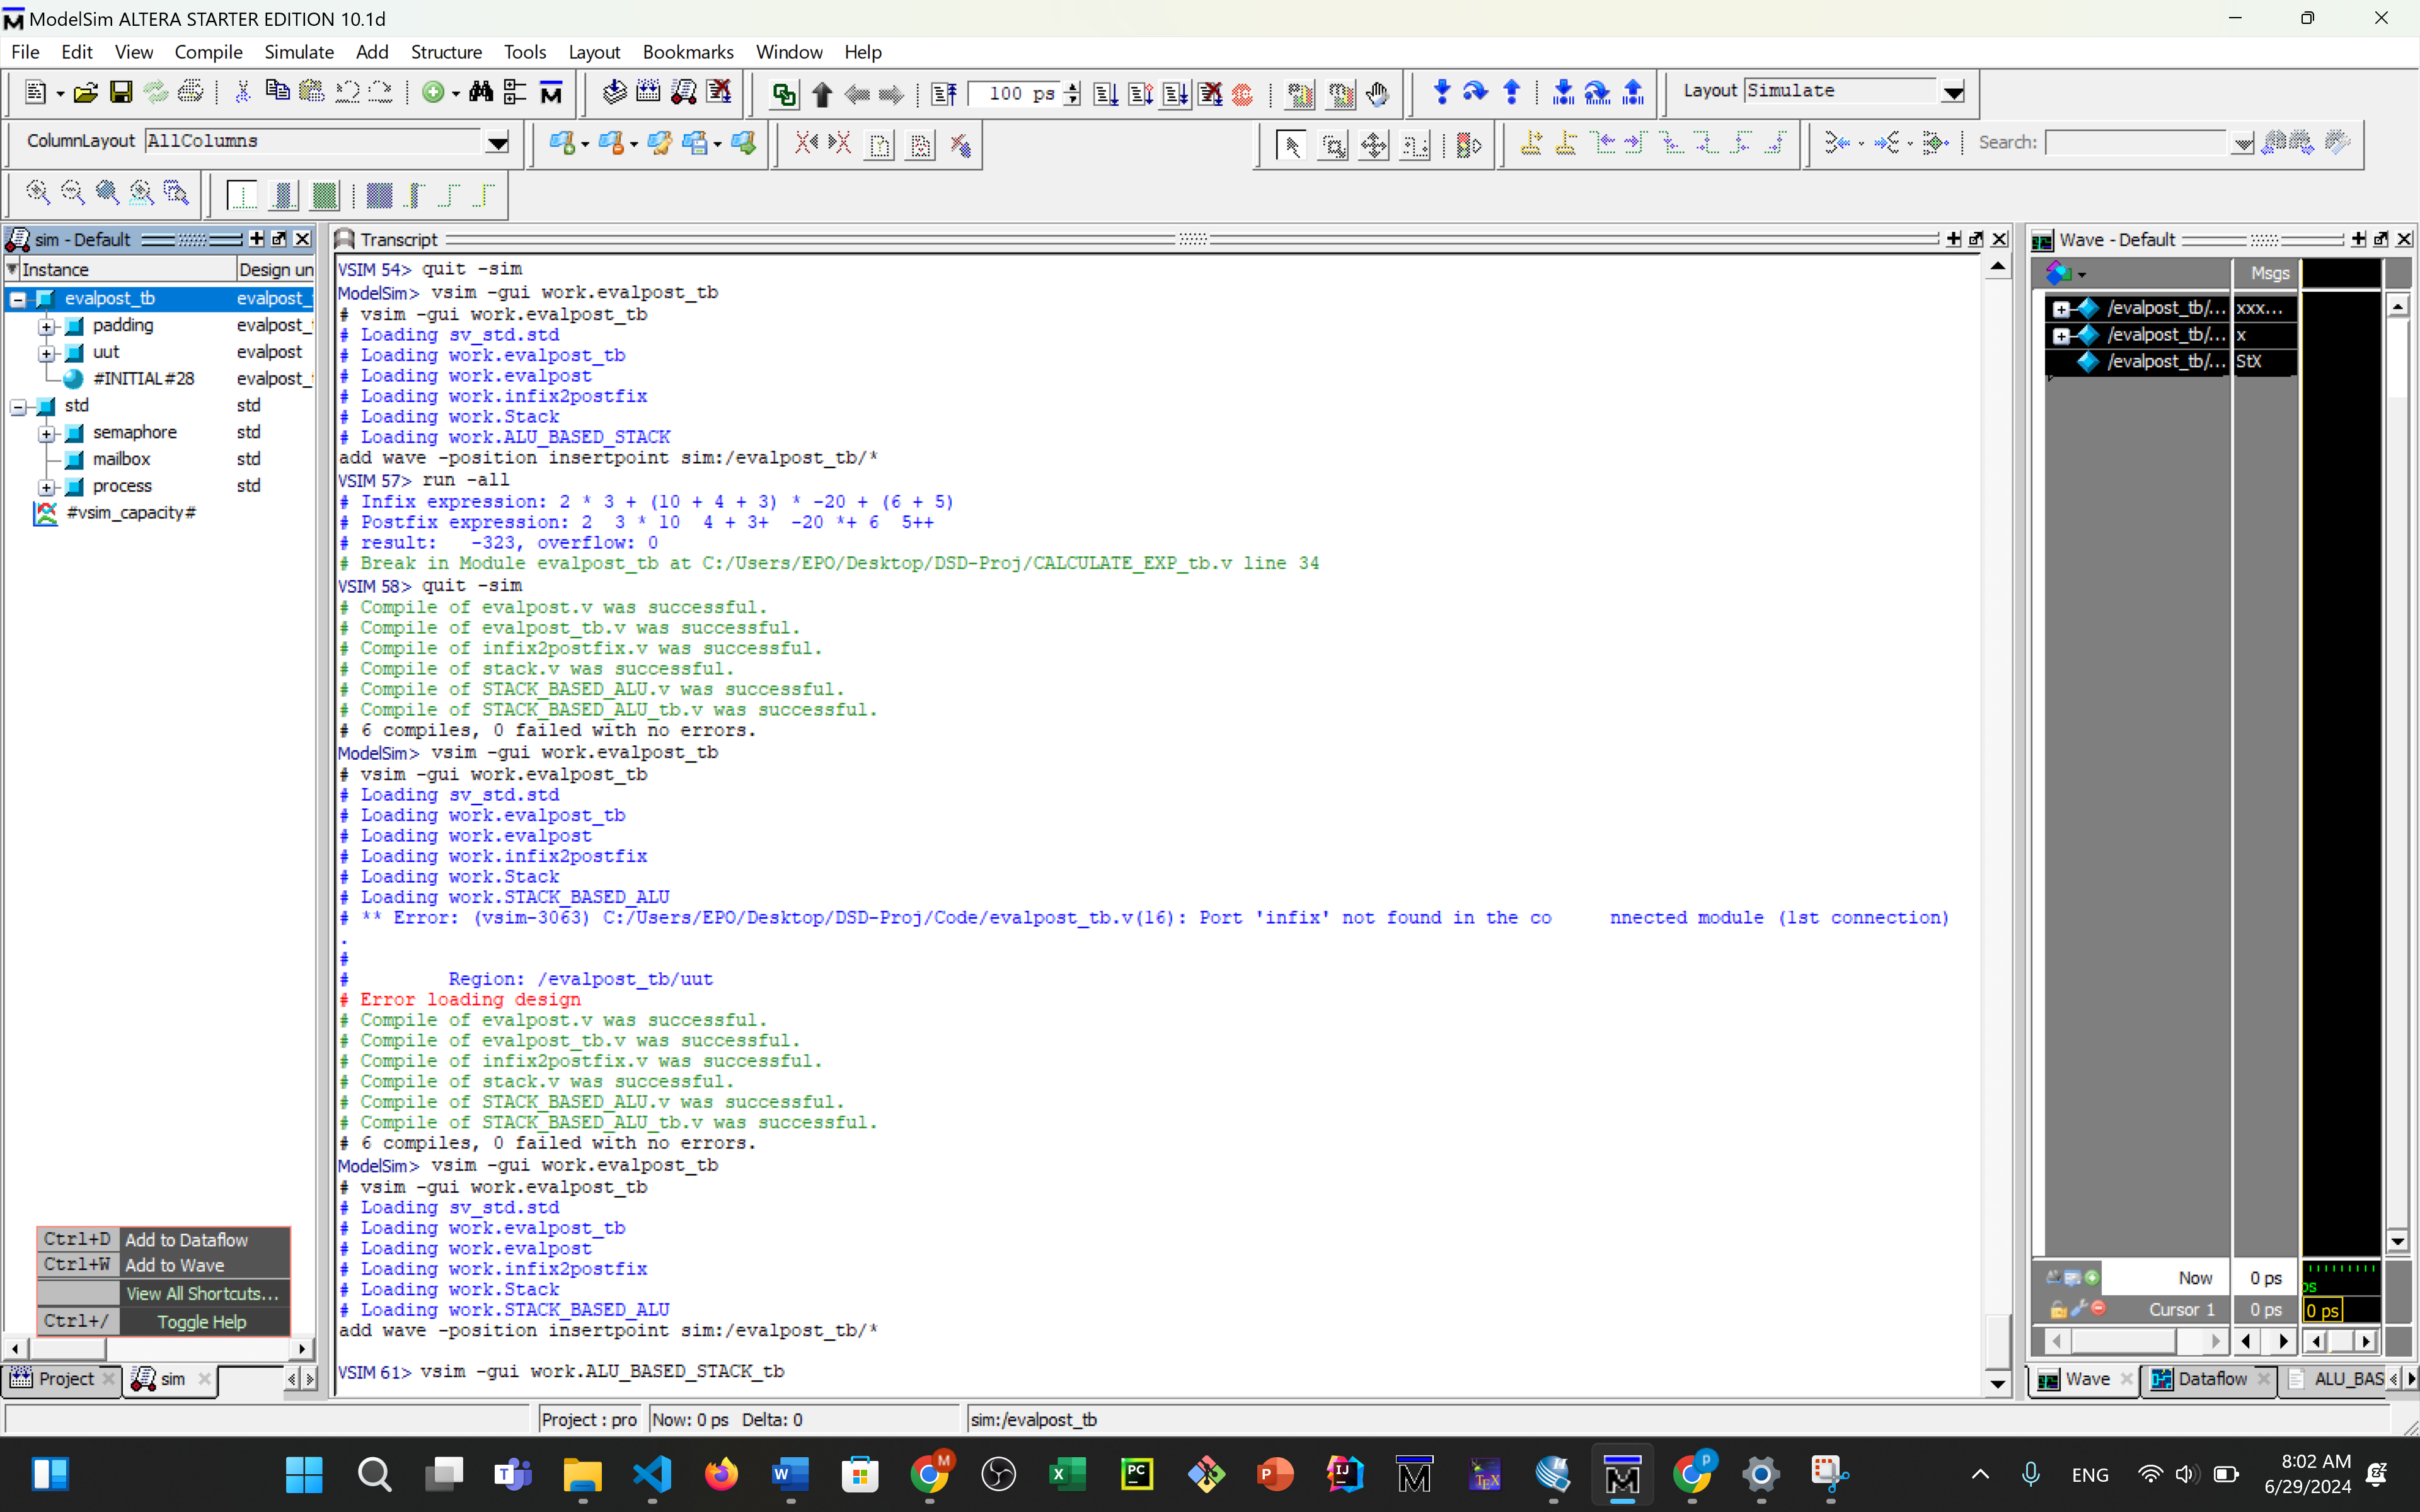 ModelSim ALTERA STARTER EDITION 10.1d
File Edit View Compile Simulate Add Structure Tools Layout Bookmarks Window Help
100 ps
Layout Simulate
ColumnLayout AllColumns
Search:
sim - Default
Instance Design un
evalpost_tb evalpost_
padding evalpost_
uut evalpost
#INITIAL#28 evalpost_
std std
semaphore std
mailbox std
process std
#vsim_capacity#
Ctrl+D Add to Dataflow
Ctrl+W Add to Wave
View All Shortcuts...
Ctrl+/ Toggle Help
Project sim
Transcript
VSIM 54> quit -sim
ModelSim> vsim -gui work.evalpost_tb
# vsim -gui work.evalpost_tb
# Loading sv_std.std
# Loading work.evalpost_tb
# Loading work.evalpost
# Loading work.infix2postfix
# Loading work.Stack
# Loading work.ALU_BASED_STACK
add wave -position insertpoint sim:/evalpost_tb/*
VSIM 57> run -all
# Infix expression: 2 * 3 + (10 + 4 + 3) * -20 + (6 + 5)
# Postfix expression: 2  3 * 10  4 + 3+  -20 *+ 6  5++
# result:   -323, overflow: 0
# Break in Module evalpost_tb at C:/Users/EPO/Desktop/DSD-Proj/CALCULATE_EXP_tb.v line 34
VSIM 58> quit -sim
# Compile of evalpost.v was successful.
# Compile of evalpost_tb.v was successful.
# Compile of infix2postfix.v was successful.
# Compile of stack.v was successful.
# Compile of STACK_BASED_ALU.v was successful.
# Compile of STACK_BASED_ALU_tb.v was successful.
# 6 compiles, 0 failed with no errors.
ModelSim> vsim -gui work.evalpost_tb
# vsim -gui work.evalpost_tb
# Loading sv_std.std
# Loading work.evalpost_tb
# Loading work.evalpost
# Loading work.infix2postfix
# Loading work.Stack
# Loading work.STACK_BASED_ALU
# ** Error: (vsim-3063) C:/Users/EPO/Desktop/DSD-Proj/Code/evalpost_tb.v(16): Port 'infix' not found in the co nnected module (1st connection)
.
#
# Region: /evalpost_tb/uut
# Error loading design
# Compile of evalpost.v was successful.
# Compile of evalpost_tb.v was successful.
# Compile of infix2postfix.v was successful.
# Compile of stack.v was successful.
# Compile of STACK_BASED_ALU.v was successful.
# Compile of STACK_BASED_ALU_tb.v was successful.
# 6 compiles, 0 failed with no errors.
ModelSim> vsim -gui work.evalpost_tb
# vsim -gui work.evalpost_tb
# Loading sv_std.std
# Loading work.evalpost_tb
# Loading work.evalpost
# Loading work.infix2postfix
# Loading work.Stack
# Loading work.STACK_BASED_ALU
add wave -position insertpoint sim:/evalpost_tb/*
VSIM 61> vsim -gui work.ALU_BASED_STACK_tb
Wave - Default
Msgs
/evalpost_tb/... xxx...
/evalpost_tb/... x
/evalpost_tb/... StX
Now 0 ps ps
Cursor 1 0 ps 0 ps
Wave Dataflow ALU_BAS
Project : pro Now: 0 ps Delta: 0 sim:/evalpost_tb
ENG
8:02 AM
6/29/2024